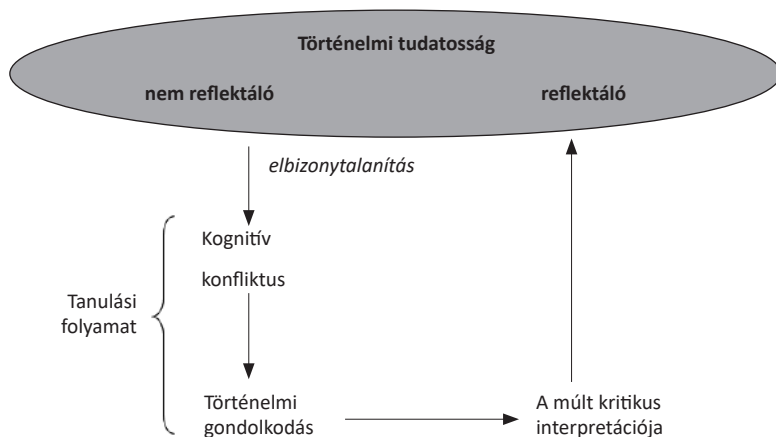 Történelmi tudatosság
nem reflektáló
reflektáló
elbizonytalanítás
Kognitív
konfliktus
Tanulási
folyamat
Történelmi
gondolkodás
A múlt kritikus
interpretációja